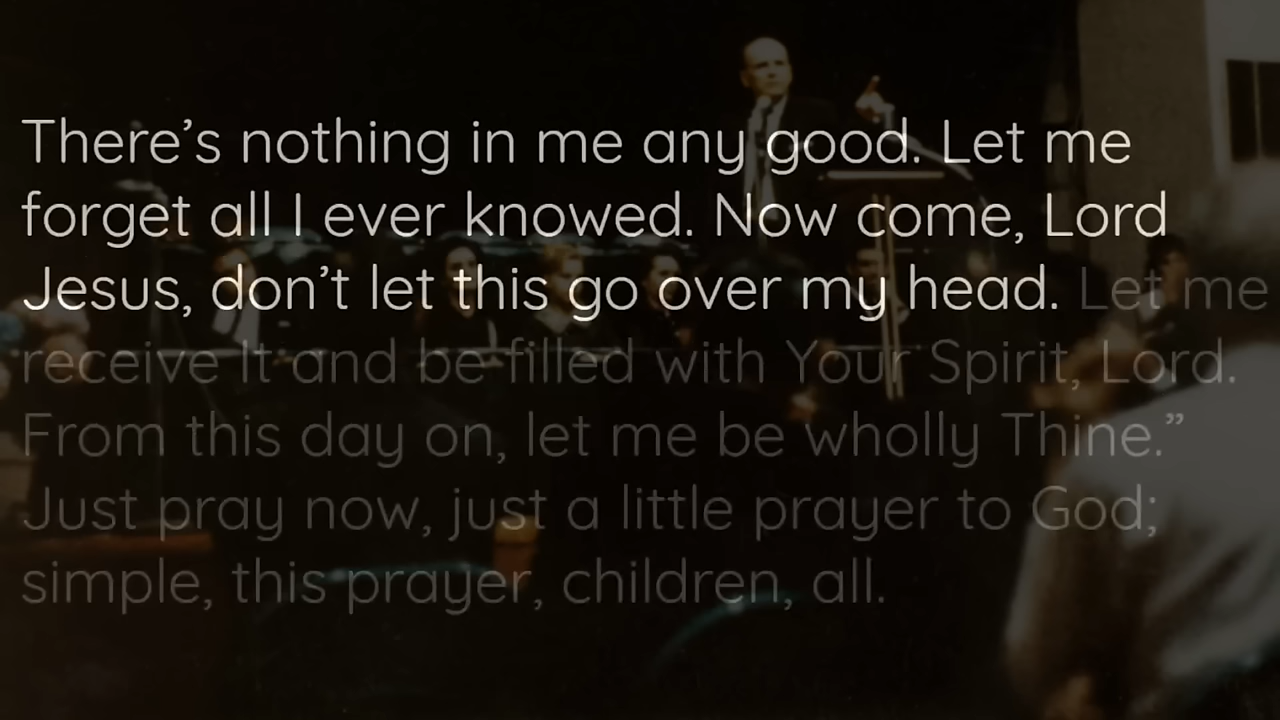 There’s nothing in me any good. Let me
forget all I ever knowed. Now come, Lord
Jesus, don’t let this go over my head. Let me
receive It and be filled with Your Spirit, Lord.
From this day on, let me be wholly Thine.”
Just pray now, just a little prayer to God;
simple, this prayer, children, all.